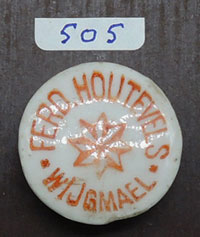 505
FERD. HOUTEVELS
* WIJGMAEL *